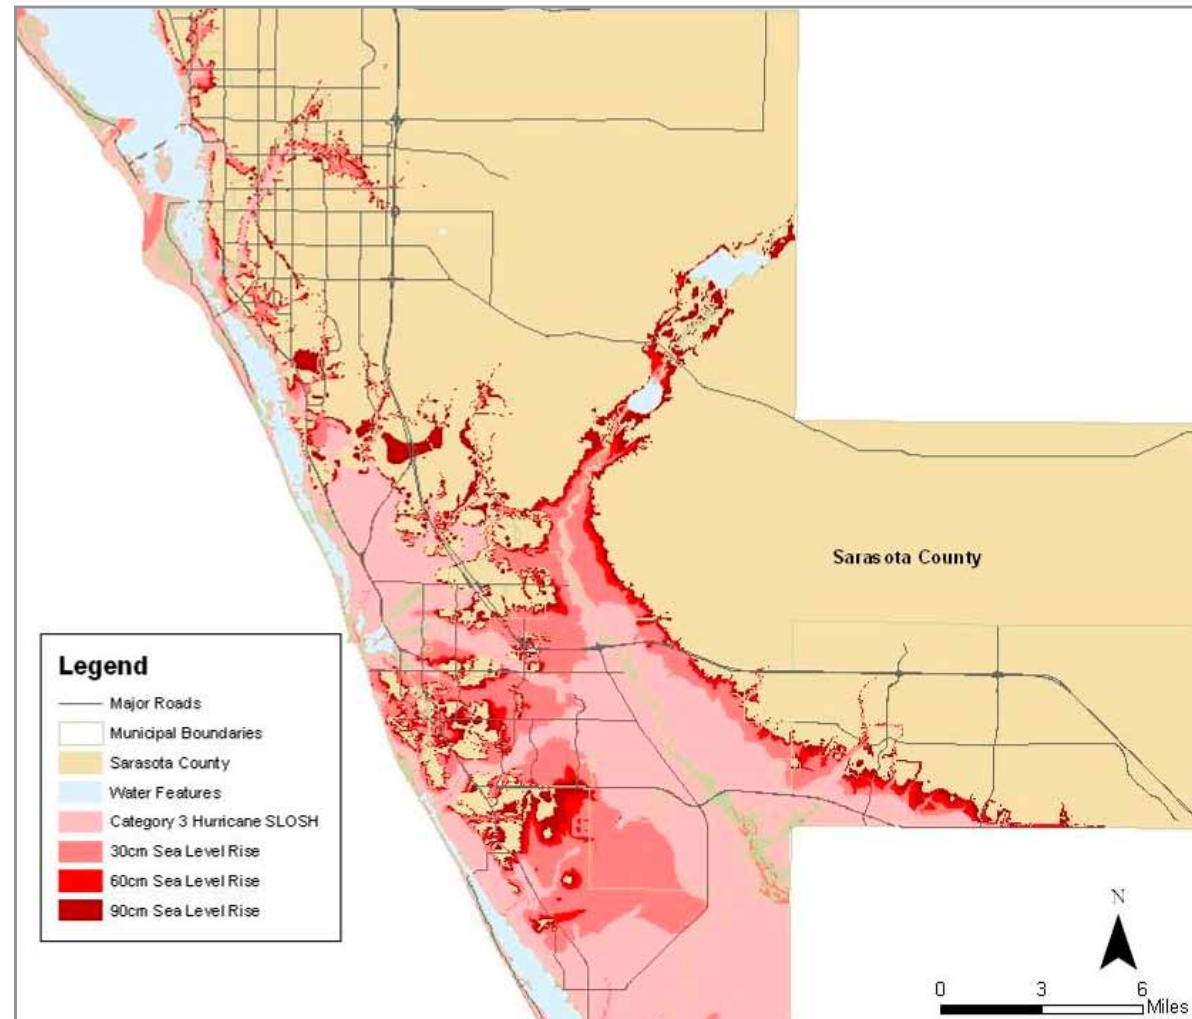 Sarasota County
Legend
Major Roads
Municipal Boundaries
Sarasota County
Water Features
Category 3 Hurricane SLOSH
30cm Sea Level Rise
60cm Sea Level Rise
90cm Sea Level Rise
N
0 3 6
Miles